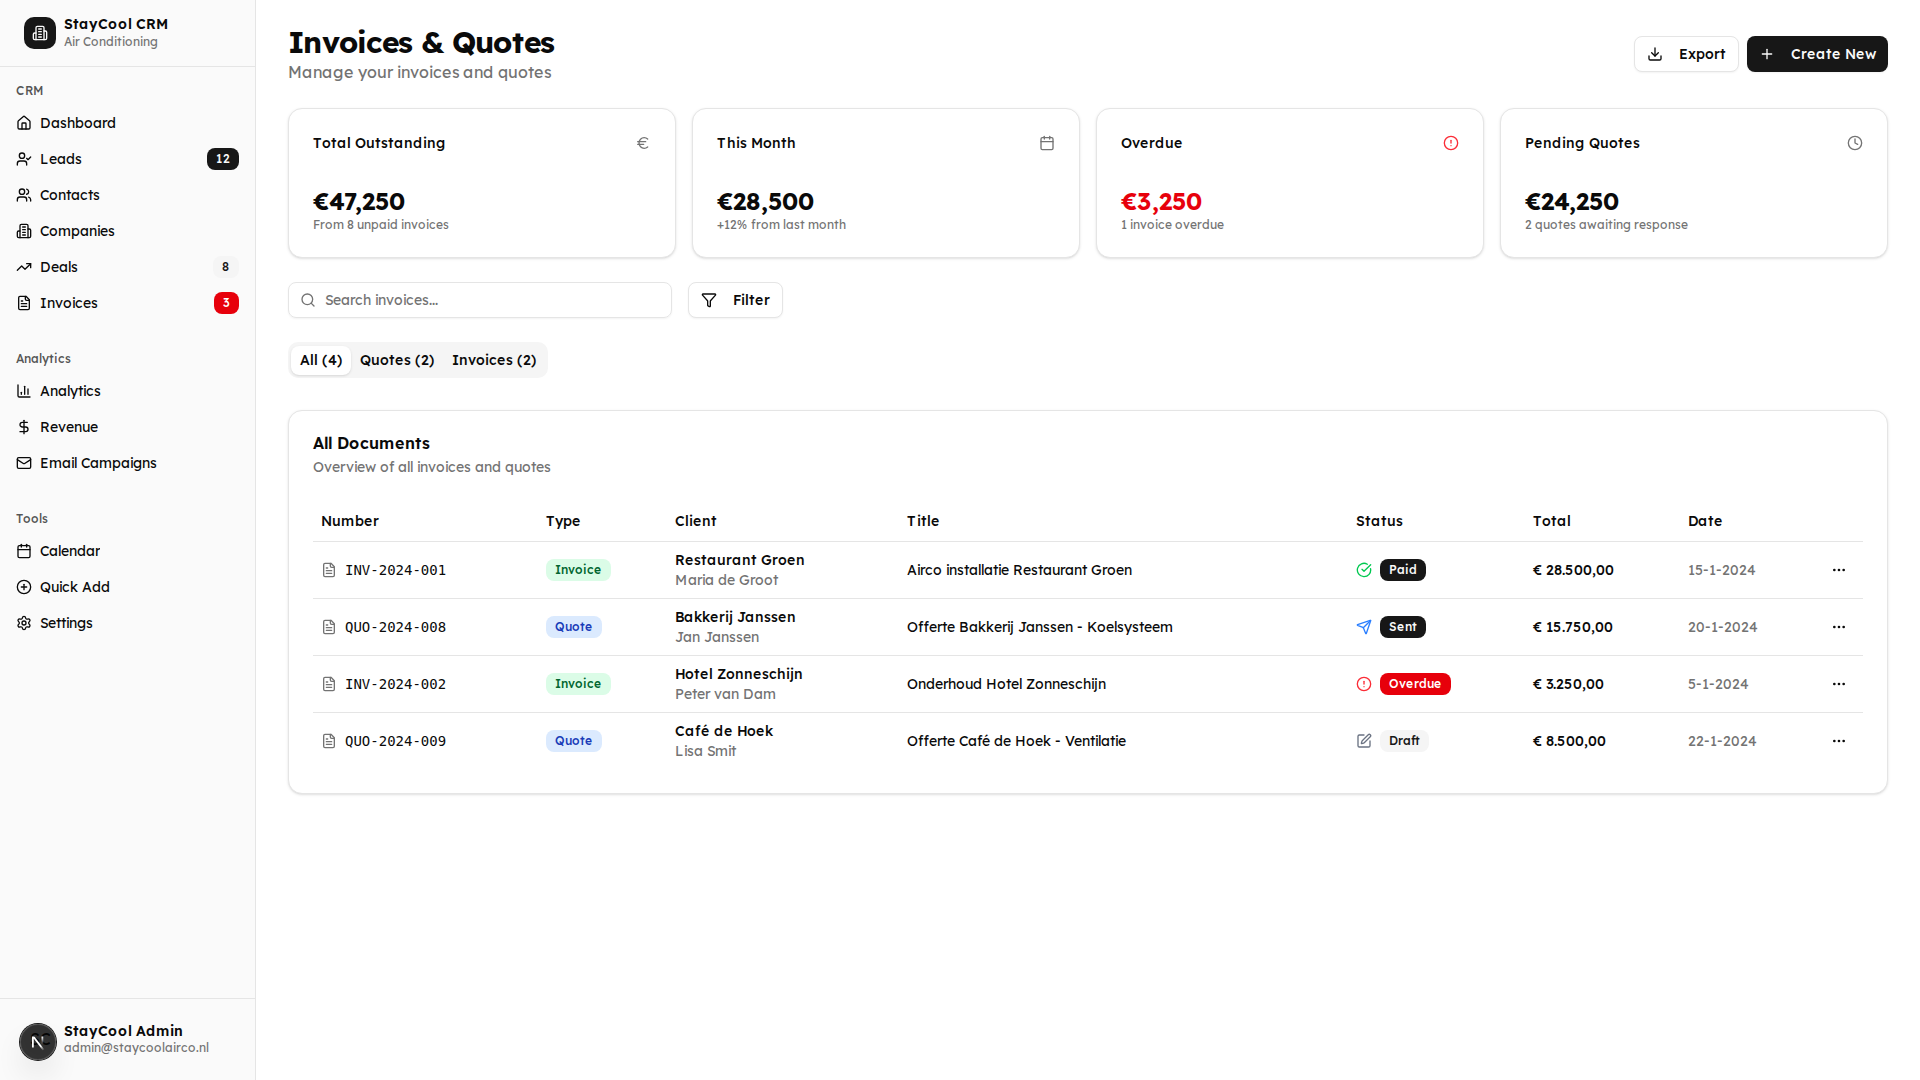 StayCool CRM
Air Conditioning
CRM
Dashboard
Leads 12
Contacts
Companies
Deals 8
Invoices 3
Analytics
Analytics
Revenue
Email Campaigns
Tools
Calendar
Quick Add
Settings
StayCool Admin
admin@staycoolairco.nl
Invoices & Quotes
Manage your invoices and quotes
Export
Create New
Total Outstanding €
€47,250
From 8 unpaid invoices
This Month
€28,500
+12% from last month
Overdue
€3,250
1 invoice overdue
Pending Quotes
€24,250
2 quotes awaiting response
Search invoices...
Filter
All (4) Quotes (2) Invoices (2)
All Documents
Overview of all invoices and quotes
Number Type Client Title Status Total Date
INV-2024-001 Invoice Restaurant Groen Airco installatie Restaurant Groen Paid € 28.500,00 15-1-2024
Maria de Groot
QUO-2024-008 Quote Bakkerij Janssen Offerte Bakkerij Janssen - Koelsysteem Sent € 15.750,00 20-1-2024
Jan Janssen
INV-2024-002 Invoice Hotel Zonneschijn Onderhoud Hotel Zonneschijn Overdue € 3.250,00 5-1-2024
Peter van Dam
QUO-2024-009 Quote Café de Hoek Offerte Café de Hoek - Ventilatie Draft € 8.500,00 22-1-2024
Lisa Smit